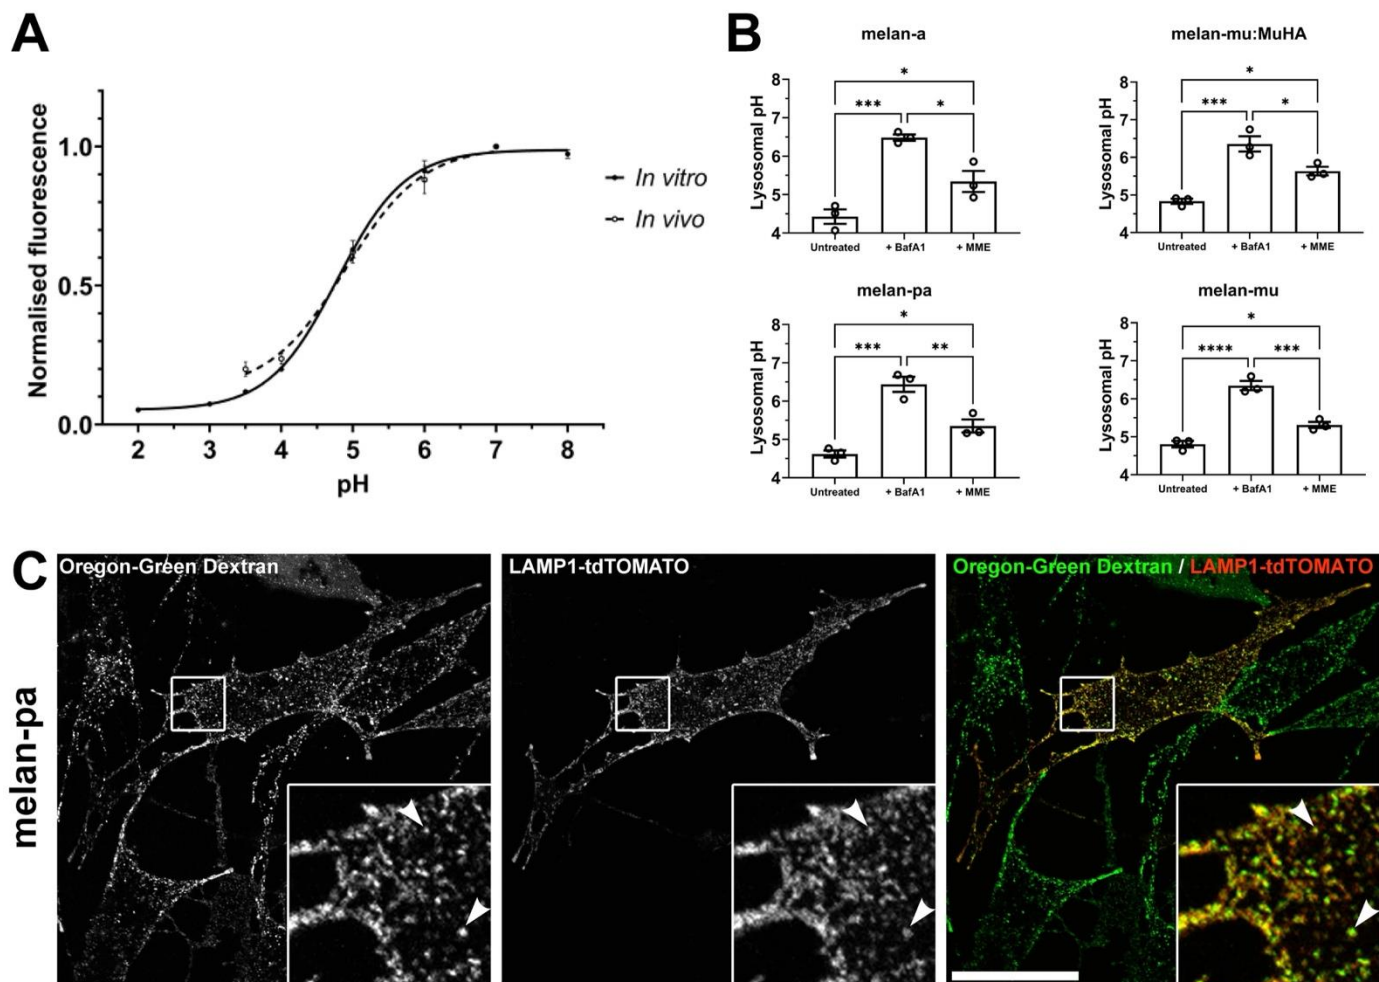 A
Normalised fluorescence
1.0
0.5
0.0
2 3 4 5 6 7 8
pH
In vitro
In vivo
B
melan-a
Lysosomal pH
8
7
6
5
4
*
*** *
Untreated + BafA1 + MME
melan-mu:MuHA
Lysosomal pH
8
7
6
5
4
*
*** *
Untreated + BafA1 + MME
melan-pa
Lysosomal pH
8
7
6
5
4
*
*** **
Untreated + BafA1 + MME
melan-mu
Lysosomal pH
8
7
6
5
4
*
**** ***
Untreated + BafA1 + MME
C
melan-pa
Oregon-Green Dextran
LAMP1-tdTOMATO
Oregon-Green Dextran / LAMP1-tdTOMATO